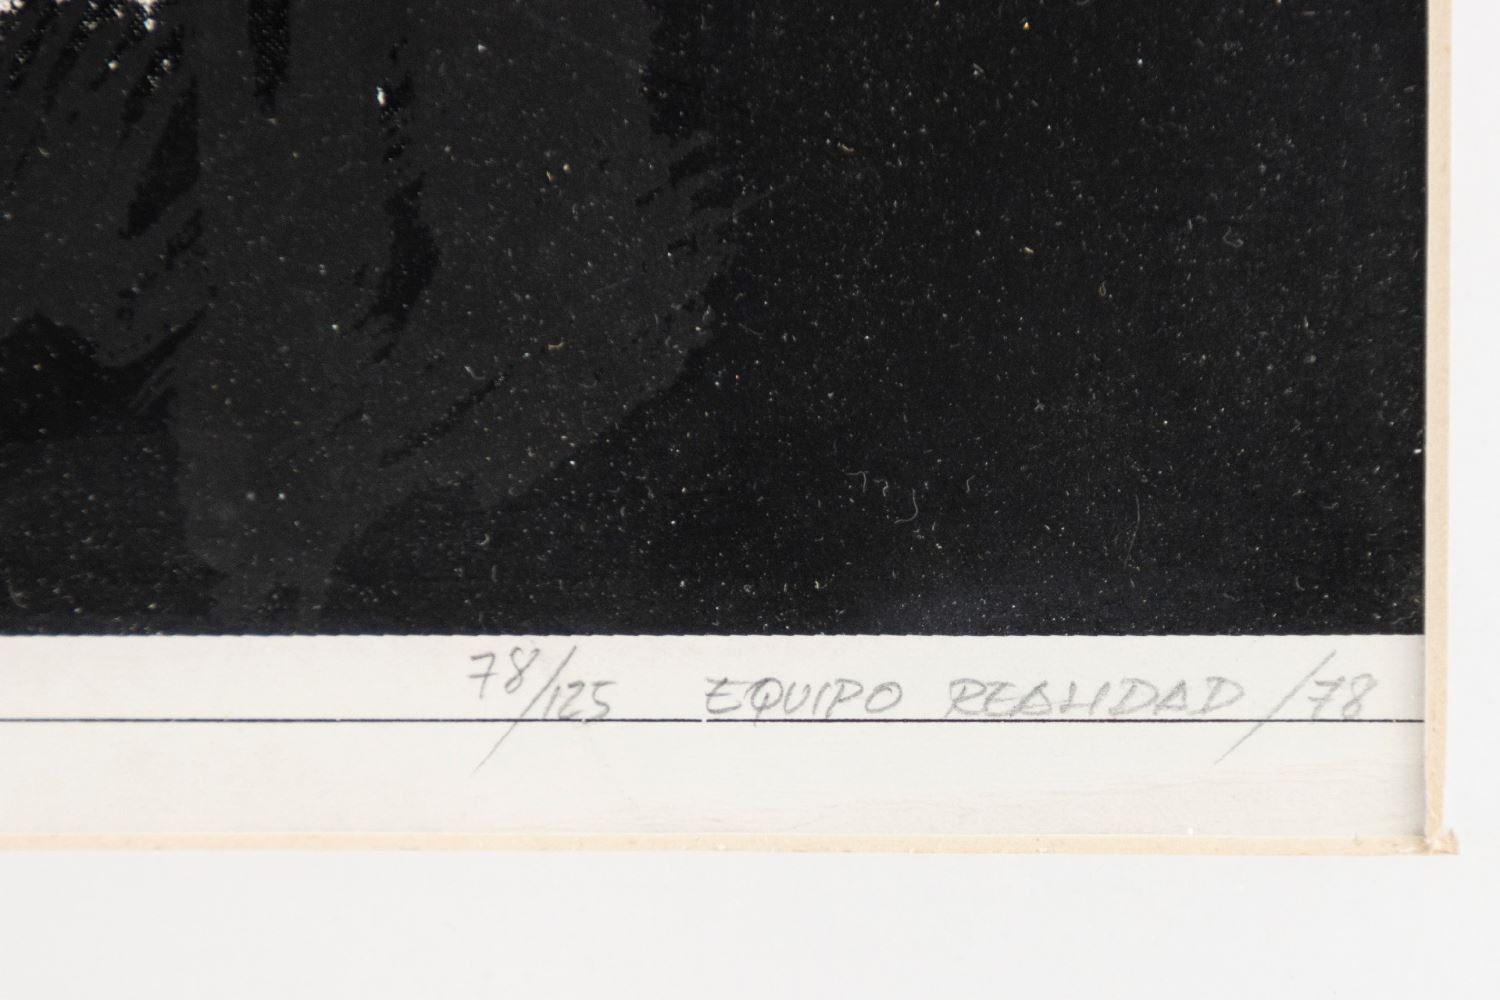 78/125 EQUIPO REALIDAD /78